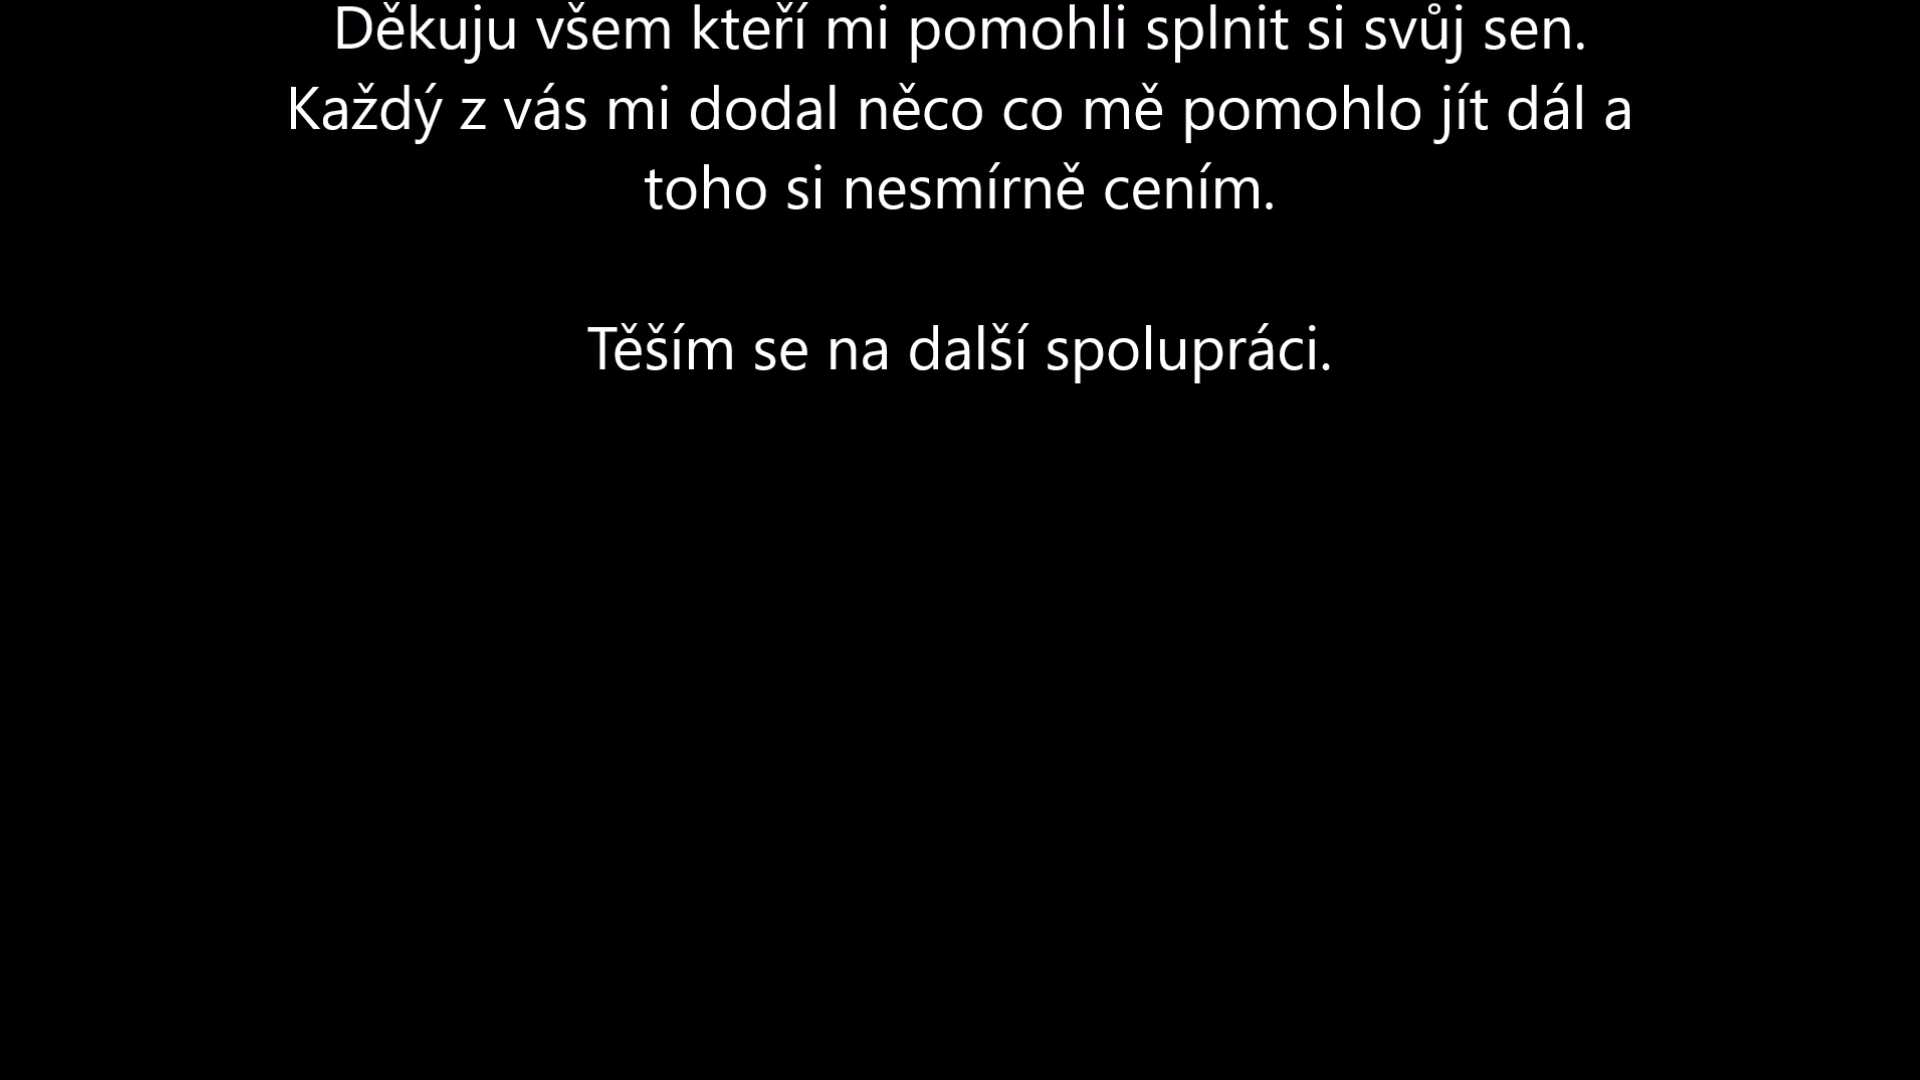 Děkuju všem kteří mi pomohli splnit si svůj sen.
Každý z vás mi dodal něco co mě pomohlo jít dál a
toho si nesmírně cením.
Těším se na další spolupráci.